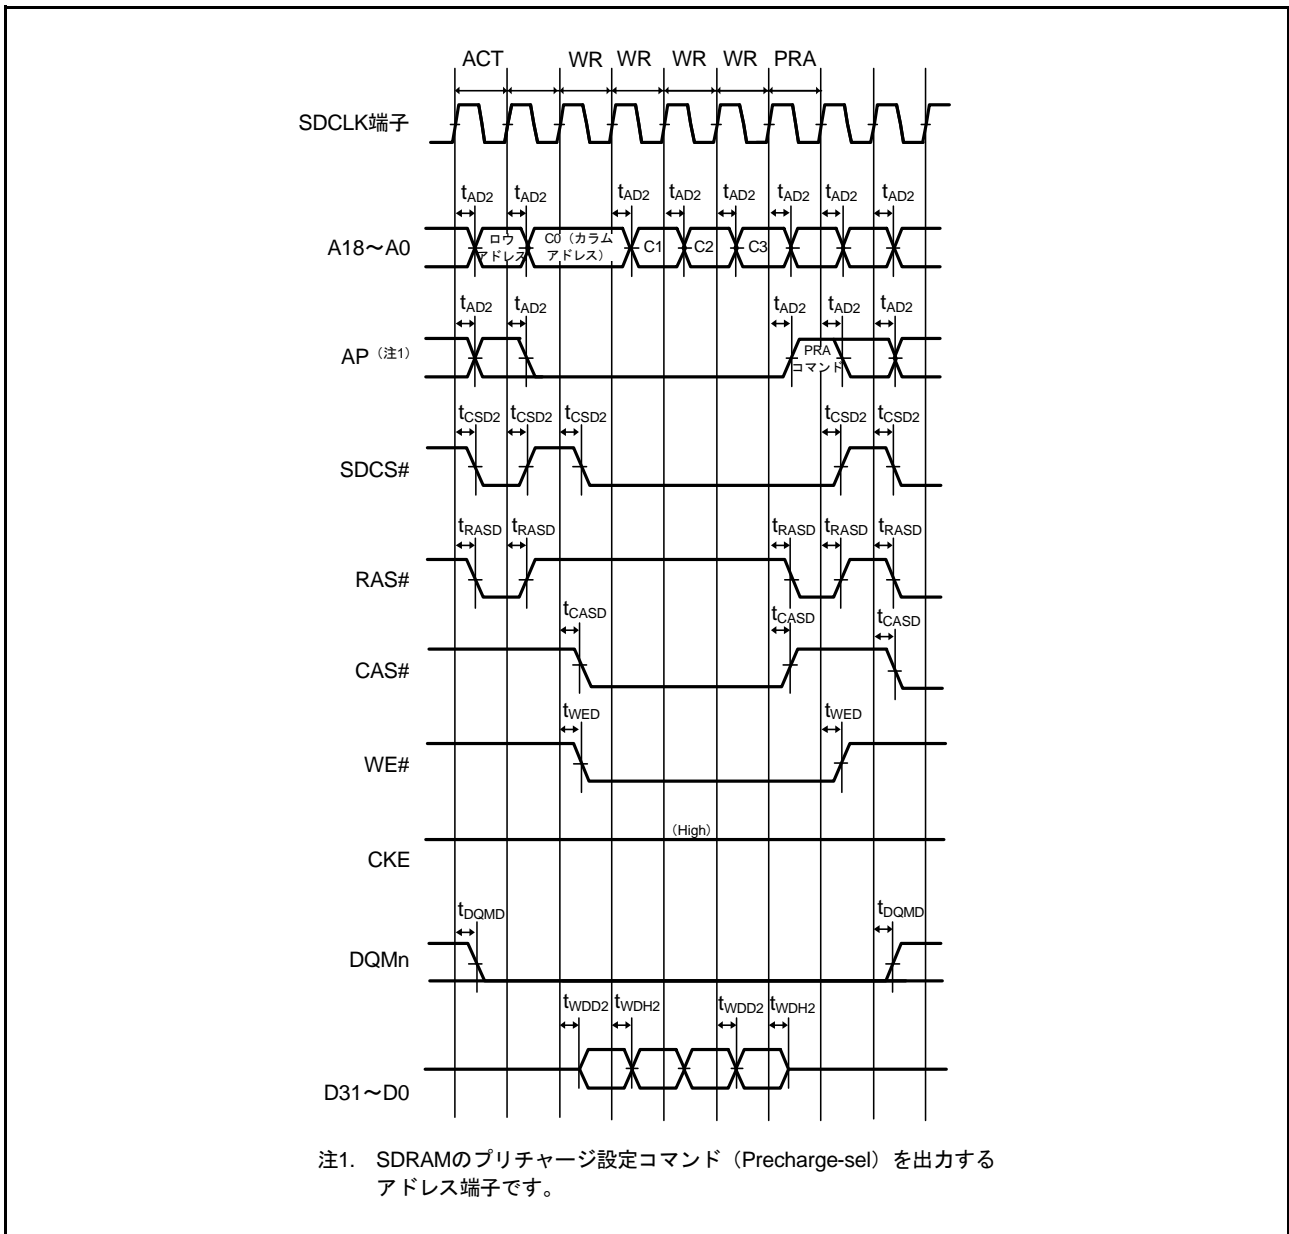 ACT WR WR WR WR PRA
SDCLK端子
tAD2 tAD2 tAD2 tAD2 tAD2 tAD2 tAD2 tAD2
A18～A0
ロウ
アドレス
C0（カラム
アドレス）
C1 C2 C3
tAD2 tAD2 tAD2 tAD2 tAD2
AP（注1）
PRA
コマンド
tCSD2 tCSD2 tCSD2 tCSD2 tCSD2
SDCS#
tRASD tRASD tRASD tRASD tRASD
RAS#
tCASD tCASD tCASD
CAS#
tWED tWED
WE#
（High）
CKE
tDQMD tDQMD
DQMn
tWDD2 tWDH2 tWDD2 tWDH2
D31～D0
注1. SDRAMのプリチャージ設定コマンド（Precharge-sel）を出力する
アドレス端子です。